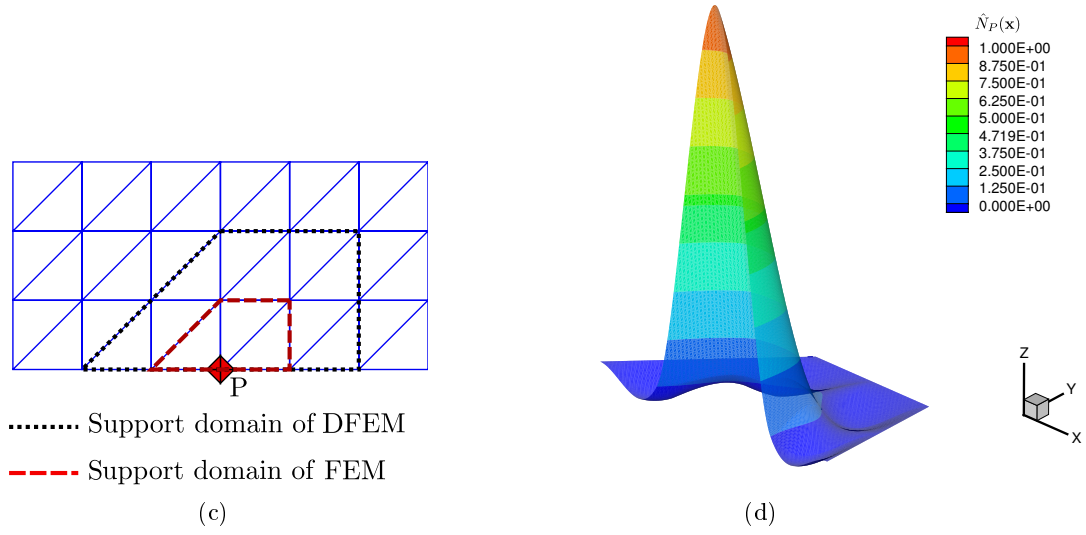 P
Support domain of DFEM
Support domain of FEM
(c)
N̂_P(x)
1.000E+00
8.750E-01
7.500E-01
6.250E-01
5.000E-01
4.719E-01
3.750E-01
2.500E-01
1.250E-01
0.000E+00
Z
Y
X
(d)